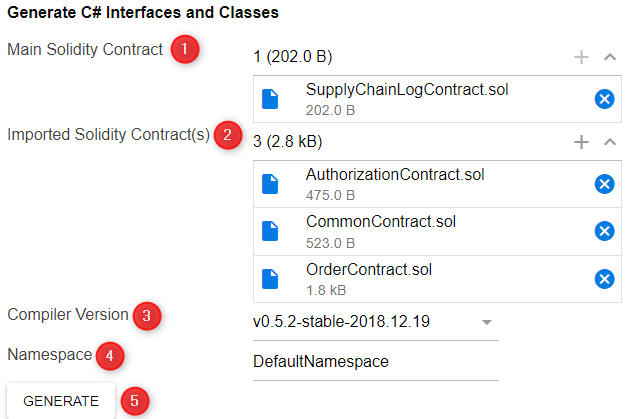 Generate C# Interfaces and Classes
Main Solidity Contract 1
1 (202.0 B)
SupplyChainLogContract.sol
202.0 B
Imported Solidity Contract(s) 2
3 (2.8 kB)
AuthorizationContract.sol
475.0 B
CommonContract.sol
523.0 B
OrderContract.sol
1.8 kB
Compiler Version 3
v0.5.2-stable-2018.12.19
Namespace 4
DefaultNamespace
GENERATE 5